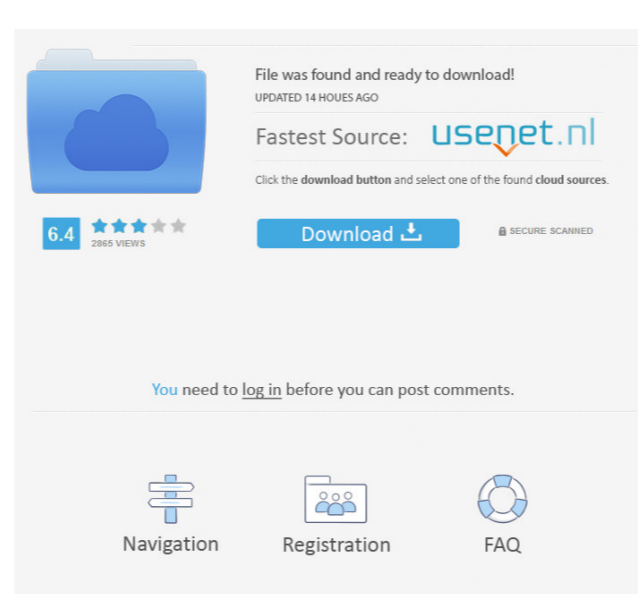 File was found and ready to download!
UPDATED 14 HOUES AGO
Fastest Source: usenet.nl
Click the download button and select one of the found cloud sources.
6.4
2865 VIEWS
Download
SECURE SCANNED
You need to log in before you can post comments.
Navigation
Registration
FAQ